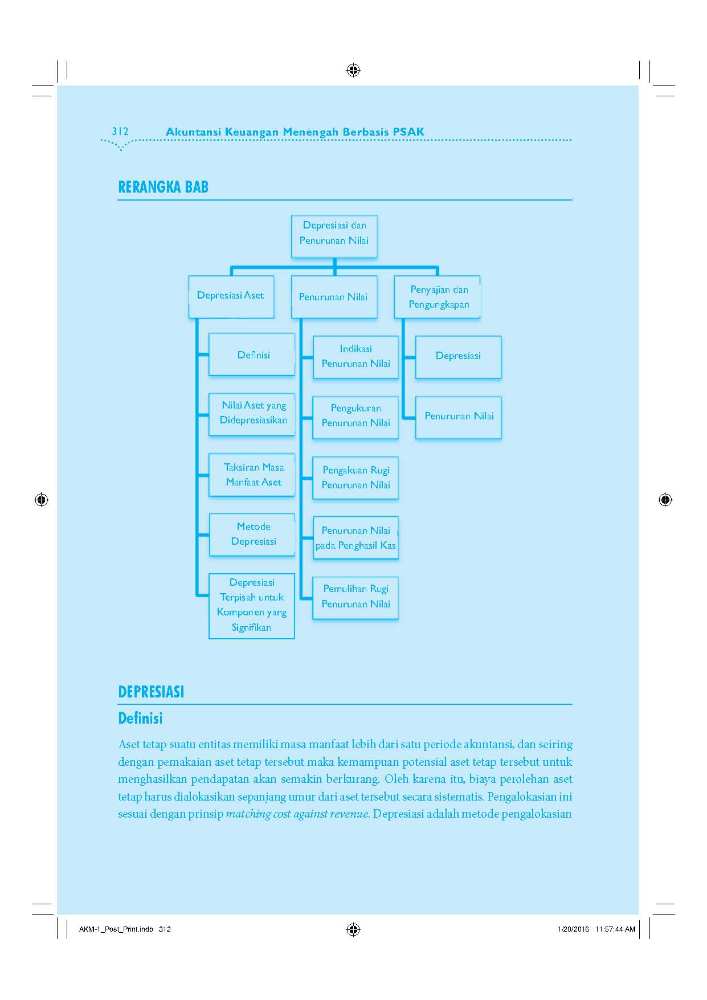 312 Akuntansi Keuangan Menengah Berbasis PSAK
RERANGKA BAB
Depresiasi dan
Penurunan Nilai
Depresiasi Aset
Penurunan Nilai
Penyajian dan
Pengungkapan
Definisi
Nilai Aset yang
Didepresiasikan
Taksiran Masa
Manfaat Aset
Metode
Depresiasi
Depresiasi
Terpisah untuk
Komponen yang
Signifikan
Indikasi
Penurunan Nilai
Pengukuran
Penurunan Nilai
Pengakuan Rugi
Penurunan Nilai
Penurunan Nilai
pada Penghasil Kas
Pemulihan Rugi
Penurunan Nilai
Depresiasi
Penurunan Nilai
DEPRESIASI
Definisi
Aset tetap suatu entitas memiliki masa manfaat lebih dari satu periode akuntansi, dan seiring
dengan pemakaian aset tetap tersebut maka kemampuan potensial aset tetap tersebut untuk
menghasilkan pendapatan akan semakin berkurang. Oleh karena itu, biaya perolehan aset
tetap harus dialokasikan sepanjang umur dari aset tersebut secara sistematis. Pengalokasian ini
sesuai dengan prinsip matching cost against revenue. Depresiasi adalah metode pengalokasian
AKM-1_Post_Print.indb 312 1/20/2016 11:57:44 AM